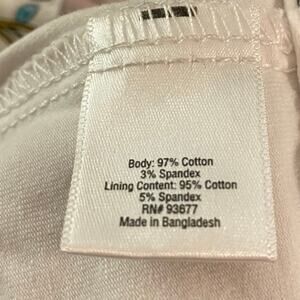 Body: 97% Cotton
3% Spandex
Lining Content: 95% Cotton
5% Spandex
RN# 93677
Made in Bangladesh